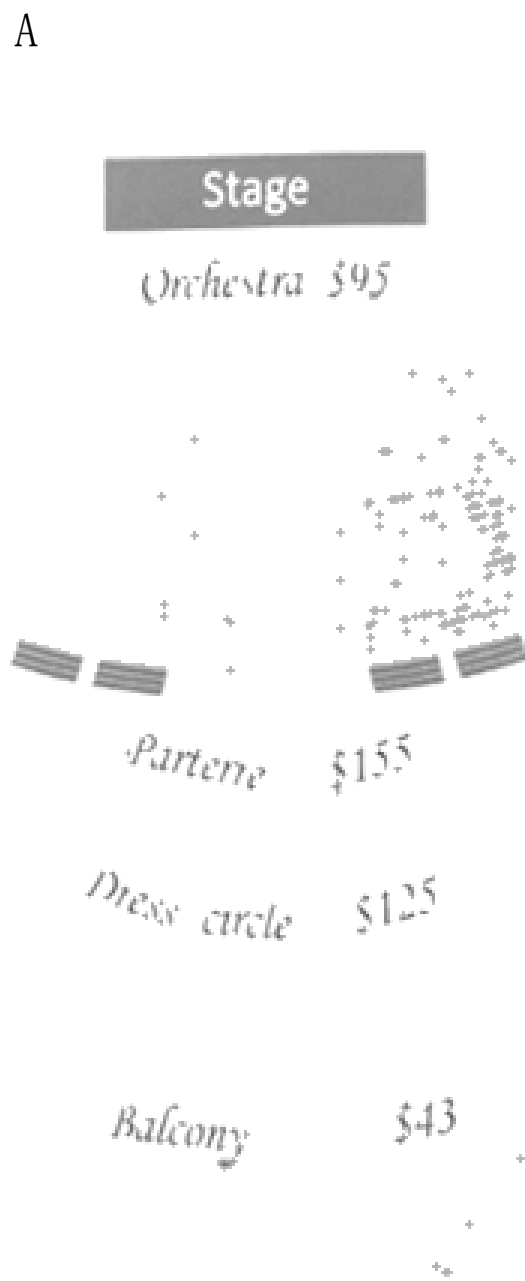 A
Stage
Orchestra $95
Parterre $155
Dress circle $125
Balcony $43